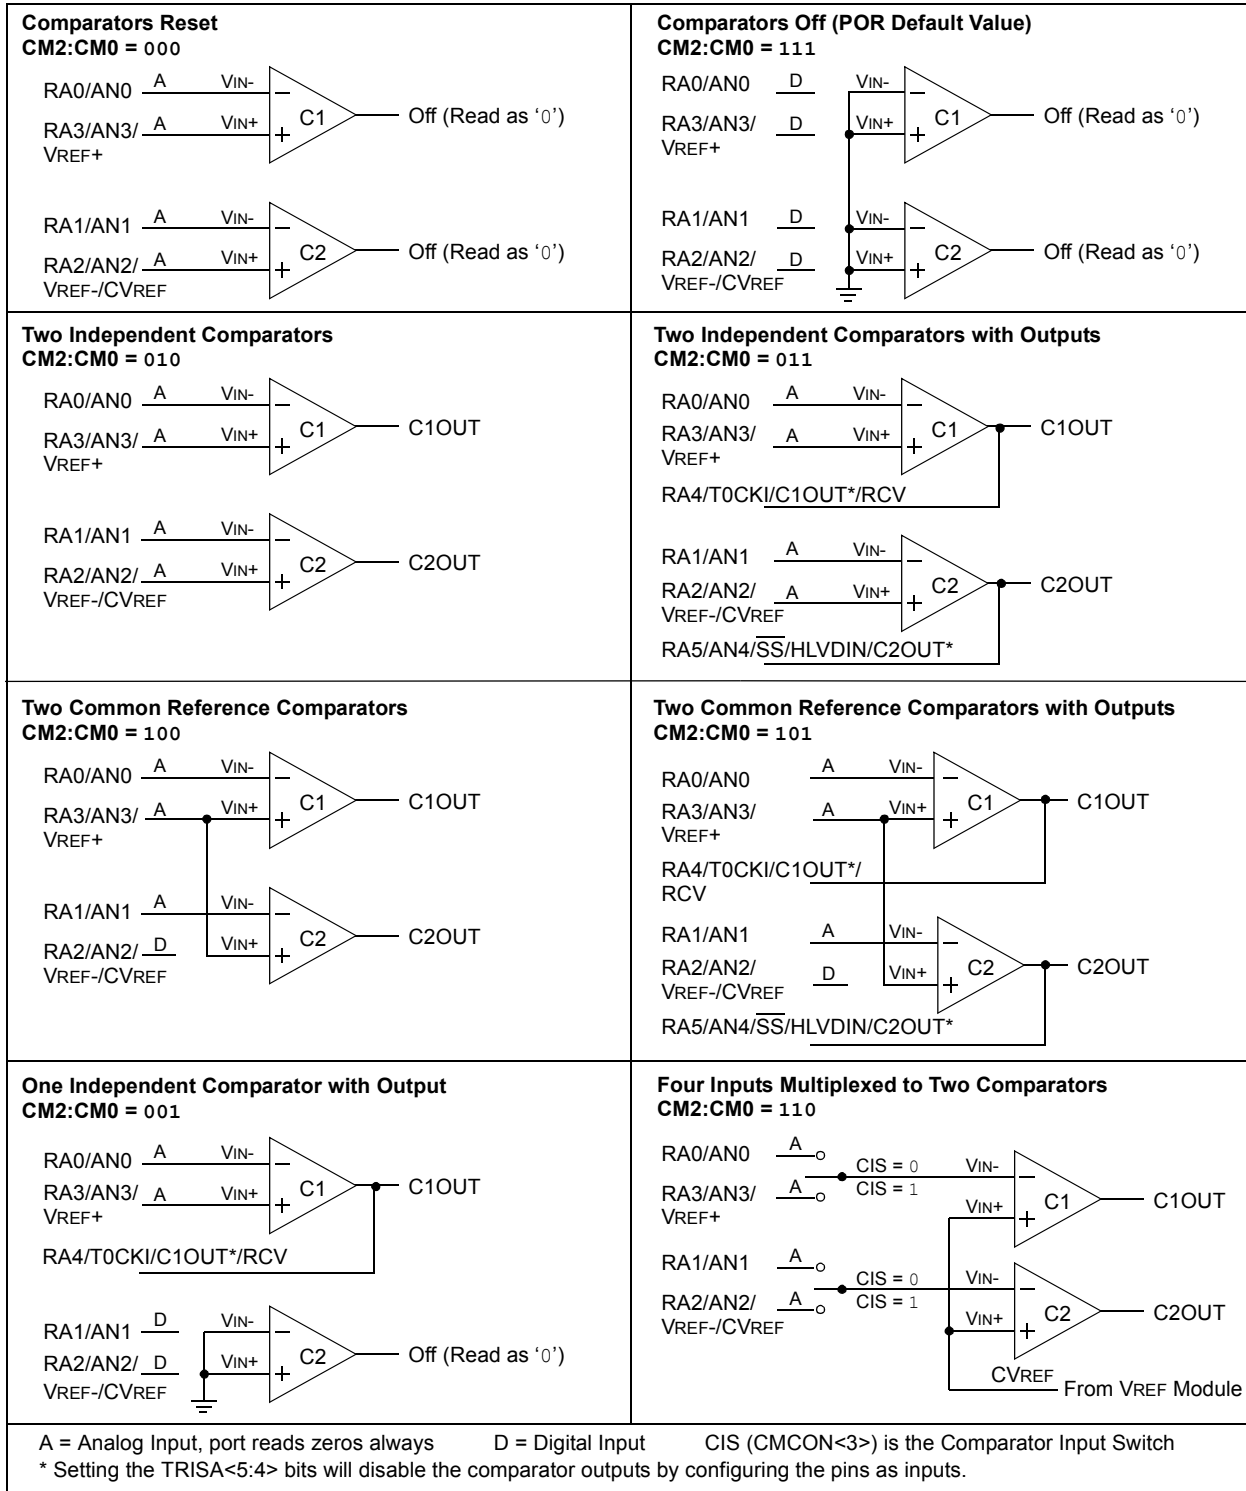 Comparators Reset
CM2:CM0 = 000
RA0/AN0 A VIN-
C1 Off (Read as ‘0’)
RA3/AN3/ A VIN+
VREF+
RA1/AN1 A VIN-
C2 Off (Read as ‘0’)
RA2/AN2/ A VIN+
VREF-/CVREF
Comparators Off (POR Default Value)
CM2:CM0 = 111
RA0/AN0 D VIN-
C1 Off (Read as ‘0’)
RA3/AN3/ D VIN+
VREF+
RA1/AN1 D VIN-
C2 Off (Read as ‘0’)
RA2/AN2/ D VIN+
VREF-/CVREF
Two Independent Comparators
CM2:CM0 = 010
RA0/AN0 A VIN-
C1 C1OUT
RA3/AN3/ A VIN+
VREF+
RA1/AN1 A VIN-
C2 C2OUT
RA2/AN2/ A VIN+
VREF-/CVREF
Two Independent Comparators with Outputs
CM2:CM0 = 011
RA0/AN0 A VIN-
C1 C1OUT
RA3/AN3/ A VIN+
VREF+
RA4/T0CKI/C1OUT*/RCV
RA1/AN1 A VIN-
C2 C2OUT
RA2/AN2/ A VIN+
VREF-/CVREF
RA5/AN4/SS/HLVDIN/C2OUT*
Two Common Reference Comparators
CM2:CM0 = 100
RA0/AN0 A VIN-
C1 C1OUT
RA3/AN3/ A VIN+
VREF+
RA1/AN1 A VIN-
C2 C2OUT
RA2/AN2/ D VIN+
VREF-/CVREF
Two Common Reference Comparators with Outputs
CM2:CM0 = 101
RA0/AN0 A VIN-
C1 C1OUT
RA3/AN3/ A VIN+
VREF+
RA4/T0CKI/C1OUT*/
RCV
RA1/AN1 A VIN-
C2 C2OUT
RA2/AN2/ D VIN+
VREF-/CVREF
RA5/AN4/SS/HLVDIN/C2OUT*
One Independent Comparator with Output
CM2:CM0 = 001
RA0/AN0 A VIN-
C1 C1OUT
RA3/AN3/ A VIN+
VREF+
RA4/T0CKI/C1OUT*/RCV
RA1/AN1 D VIN-
C2 Off (Read as ‘0’)
RA2/AN2/ D VIN+
VREF-/CVREF
Four Inputs Multiplexed to Two Comparators
CM2:CM0 = 110
RA0/AN0 A
CIS = 0 VIN-
RA3/AN3/ A CIS = 1
VREF+ VIN+ C1 C1OUT
RA1/AN1 A
CIS = 0 VIN-
RA2/AN2/ A CIS = 1
VREF-/CVREF VIN+ C2 C2OUT
CVREF
From VREF Module
A = Analog Input, port reads zeros always D = Digital Input CIS (CMCON<3>) is the Comparator Input Switch
* Setting the TRISA<5:4> bits will disable the comparator outputs by configuring the pins as inputs.